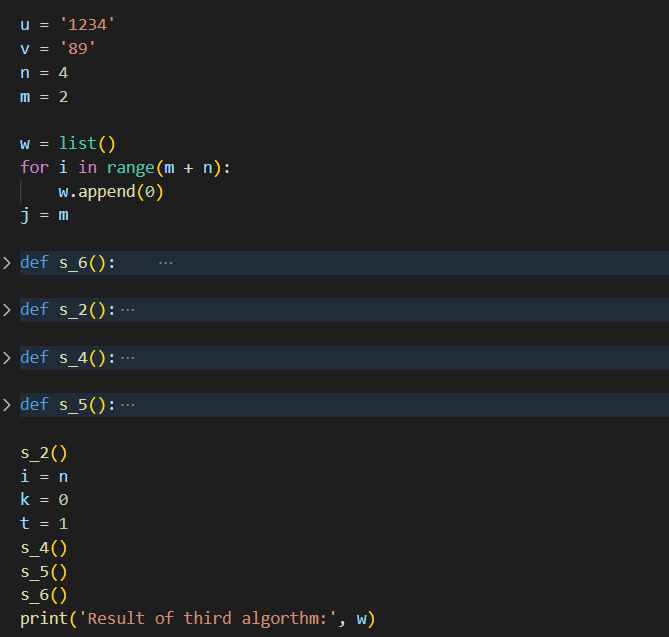 u = '1234'
v = '89'
n = 4
m = 2
w = list()
for i in range(m + n):
    w.append(0)
j = m
def s_6(): ···
def s_2():···
def s_4():···
def s_5():···
s_2()
i = n
k = 0
t = 1
s_4()
s_5()
s_6()
print('Result of third algorthm:', w)